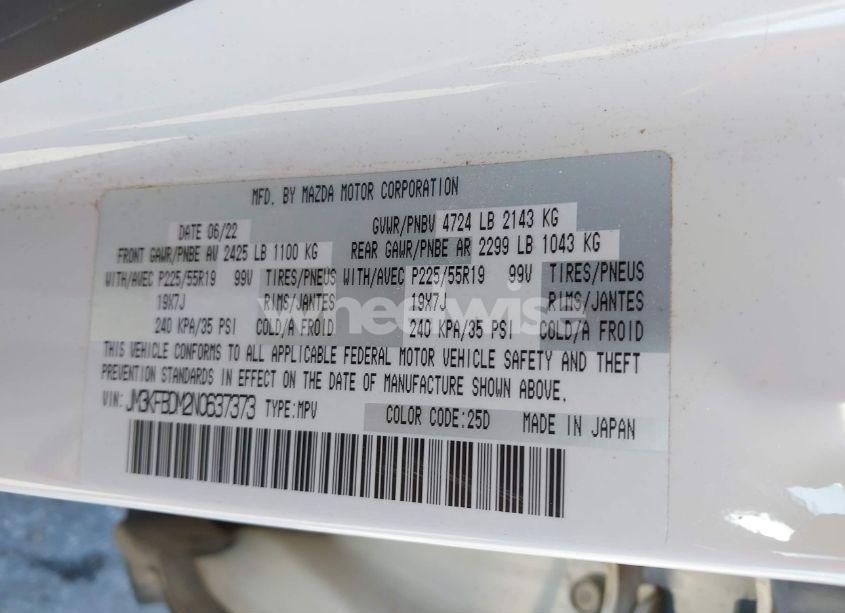 MFD. BY MAZDA MOTOR CORPORATION
DATE 06/22 GVWR/PNBV 4724 LB 2143 KG
FRONT GAWR/PNBE AV 2425 LB 1100 KG REAR GAWR/PNBE AR 2299 LB 1043 KG
WITH/AVEC P225/55R19 99V TIRES/PNEUS WITH/AVEC P225/55R19 99V TIRES/PNEUS
19X7J RIMS/JANTES 19X7J RIMS/JANTES
240 KPA/35 PSI COLD/A FROID 240 KPA/35 PSI COLD/A FROID
THIS VEHICLE CONFORMS TO ALL APPLICABLE FEDERAL MOTOR VEHICLE SAFETY AND THEFT
PREVENTION STANDARDS IN EFFECT ON THE DATE OF MANUFACTURE SHOWN ABOVE.
VIN: JM3KFBDM2N0637373 TYPE:MPV COLOR CODE:25D MADE IN JAPAN
wheelwise